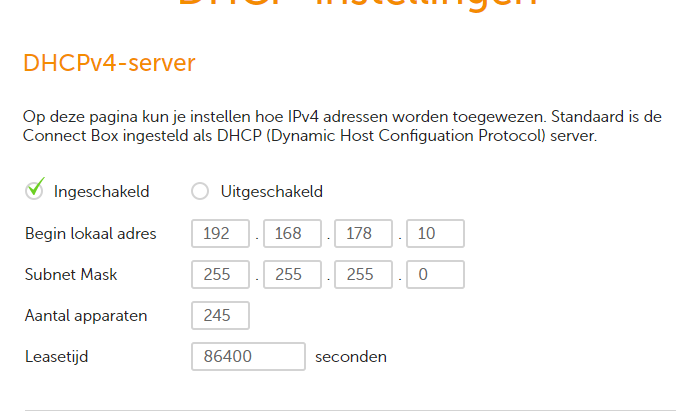 DHCP-instellingen
DHCPv4-server
Op deze pagina kun je instellen hoe IPv4 adressen worden toegewezen. Standaard is de
Connect Box ingesteld als DHCP (Dynamic Host Configuation Protocol) server.
Ingeschakeld Uitgeschakeld
Begin lokaal adres 192 . 168 . 178 . 10
Subnet Mask 255 . 255 . 255 . 0
Aantal apparaten 245
Leasetijd 86400 seconden